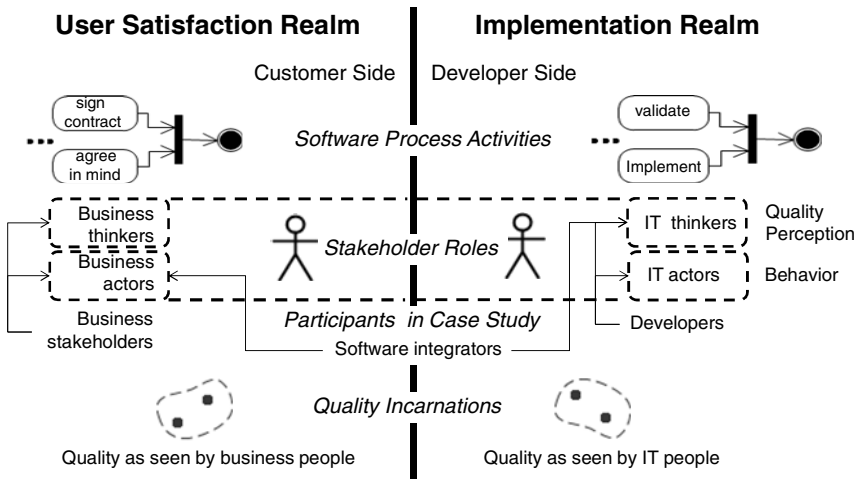 User Satisfaction Realm
Implementation Realm
Customer Side
Developer Side
sign
contract
agree
in mind
Software Process Activities
validate
Implement
Business
thinkers
Business
actors
Stakeholder Roles
IT thinkers
IT actors
Quality
Perception
Behavior
Business
stakeholders
Participants in Case Study
Software integrators
Developers
Quality Incarnations
Quality as seen by business people
Quality as seen by IT people